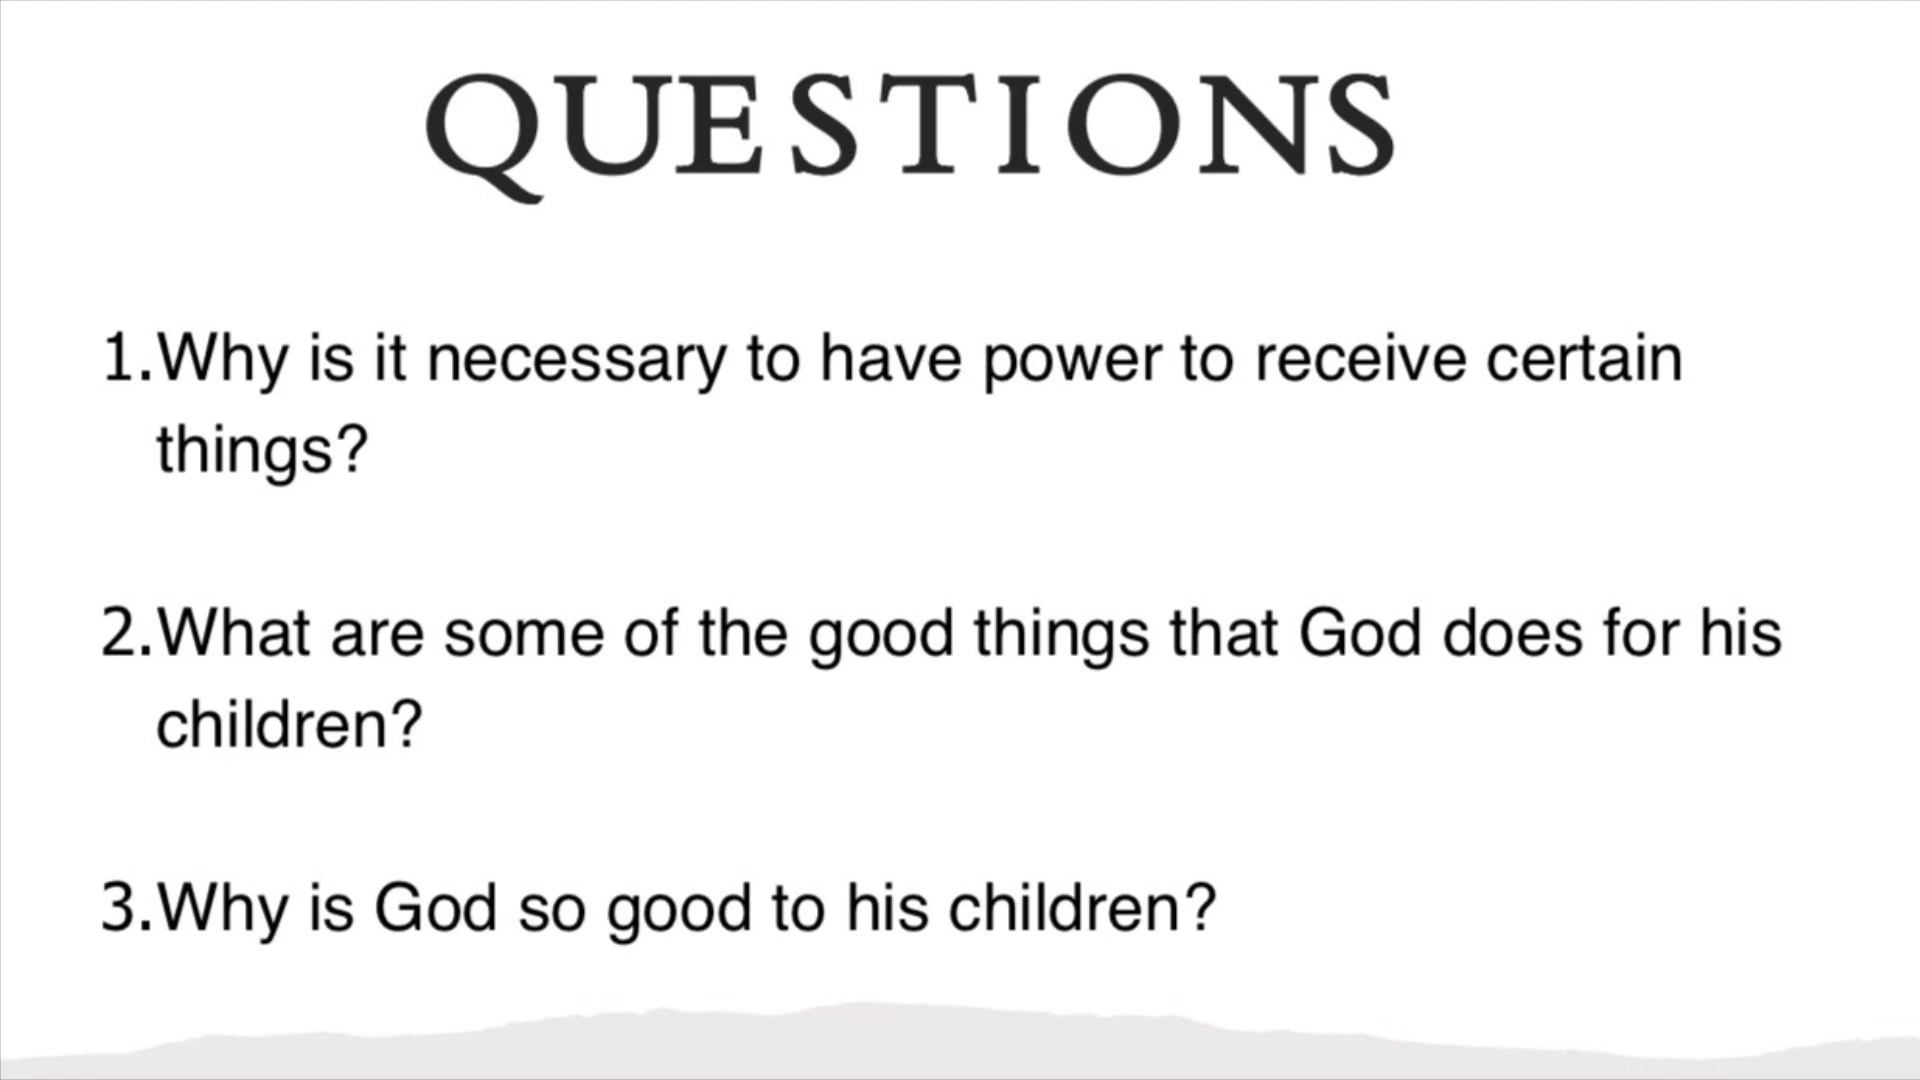 QUESTIONS
1.Why is it necessary to have power to receive certain
things?
2.What are some of the good things that God does for his
children?
3.Why is God so good to his children?